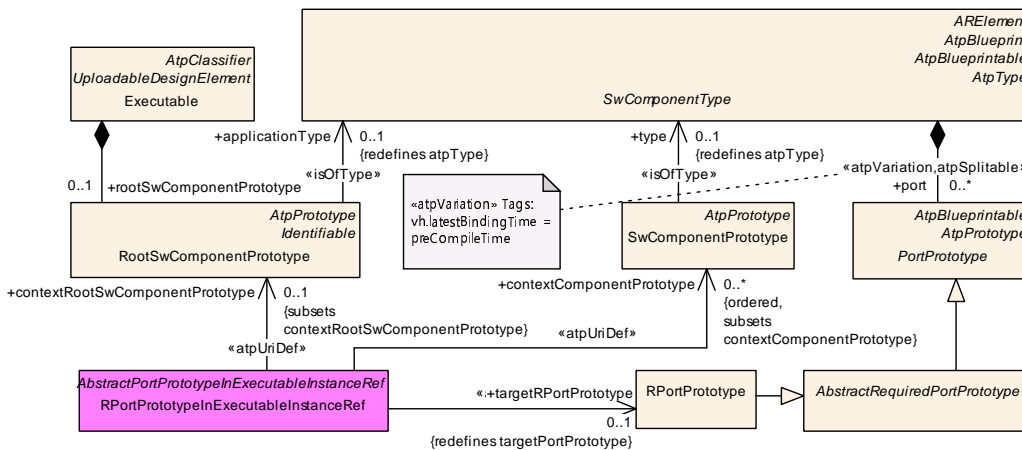 AtpClassifier
UploadableDesignElement
Executable
ARElemen
AtpBlueprin
AtpBlueprintable
AtpType
SwComponentType
+applicationType
0..1
{redefines atpType}
«isOfType»
+type
0..1
{redefines atpType}
«isOfType»
«atpVariation,atpSplitable»
+port
0..*
0..1
+rootSwComponentPrototype
«atpVariation» Tags:
vh.latestBindingTime =
preCompileTime
AtpPrototype
Identifiable
RootSwComponentPrototype
AtpPrototype
SwComponentPrototype
AtpBlueprintable
AtpPrototype
PortPrototype
+contextRootSwComponentPrototype
0..1
{subsets
contextRootSwComponentPrototype}
«atpUriDef»
+contextComponentPrototype
0..*
{ordered,
subsets
contextComponentPrototype}
«atpUriDef»
AbstractPortPrototypeInExecutableInstanceRef
RPortPrototypeInExecutableInstanceRef
+targetRPortPrototype
0..1
{redefines targetPortPrototype}
RPortPrototype
AbstractRequiredPortPrototype